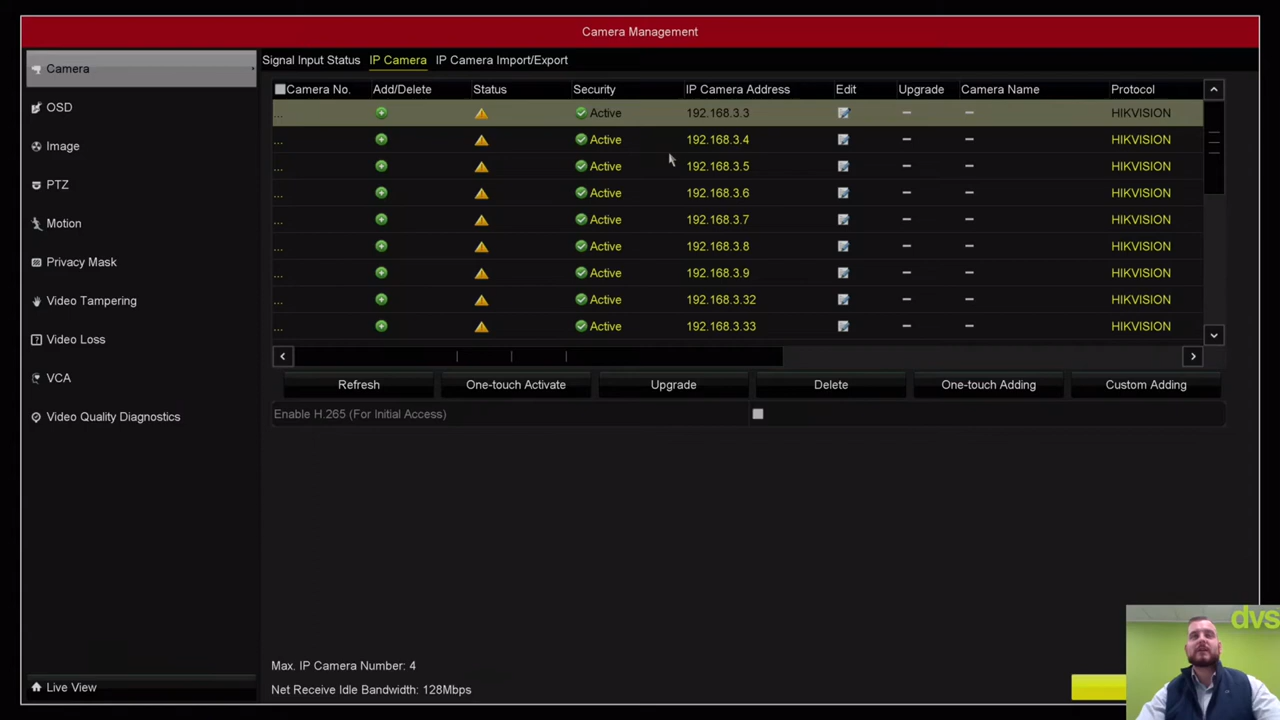 Camera Management
Camera
OSD
Image
PTZ
Motion
Privacy Mask
Video Tampering
Video Loss
VCA
Video Quality Diagnostics
Live View
Signal Input Status IP Camera IP Camera Import/Export
Camera No. Add/Delete Status Security IP Camera Address Edit Upgrade Camera Name Protocol
... Active 192.168.3.3 — — HIKVISION
... Active 192.168.3.4 — — HIKVISION
... Active 192.168.3.5 — — HIKVISION
... Active 192.168.3.6 — — HIKVISION
... Active 192.168.3.7 — — HIKVISION
... Active 192.168.3.8 — — HIKVISION
... Active 192.168.3.9 — — HIKVISION
... Active 192.168.3.32 — — HIKVISION
... Active 192.168.3.33 — — HIKVISION
Refresh One-touch Activate Upgrade Delete One-touch Adding Custom Adding
Enable H.265 (For Initial Access)
Max. IP Camera Number: 4
Net Receive Idle Bandwidth: 128Mbps
dvs